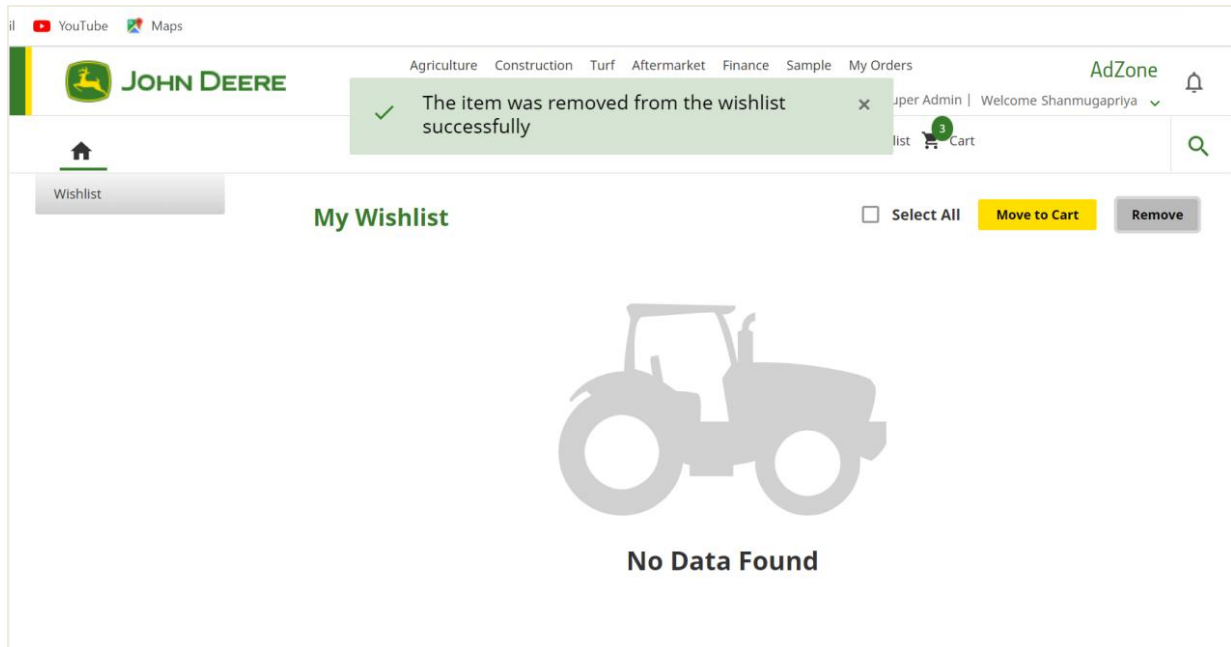 il YouTube Maps
JOHN DEERE
Agriculture Construction Turf Aftermarket Finance Sample My Orders
AdZone
The item was removed from the wishlist
successfully
×
uper Admin | Welcome Shanmugapriya
list 3 Cart
Wishlist
My Wishlist
Select All Move to Cart Remove
No Data Found